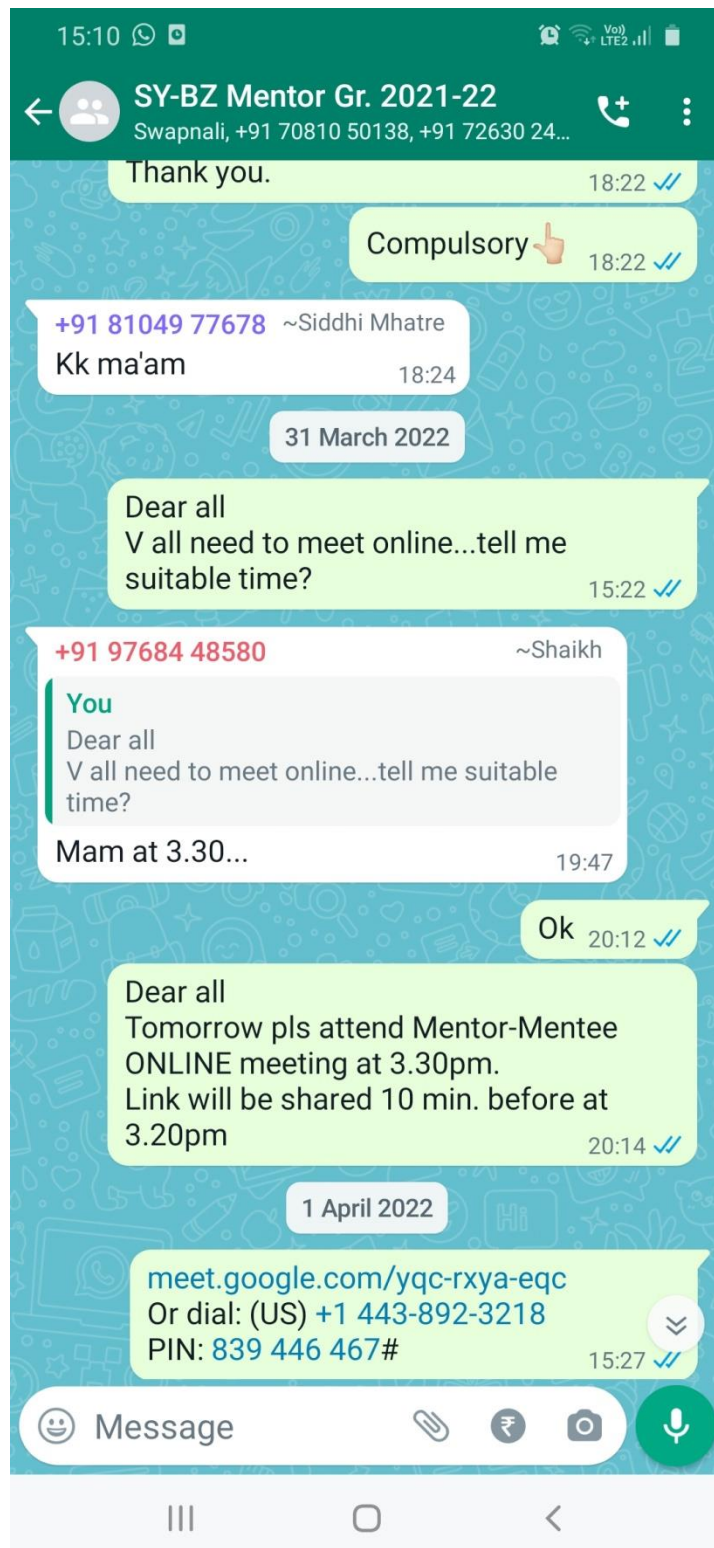 15:10
Vo))
LTE2
SY-BZ Mentor Gr. 2021-22
Swapnali, +91 70810 50138, +91 72630 24...
Thank you.
18:22
Compulsory👆🏻
18:22
+91 81049 77678 ~Siddhi Mhatre
Kk ma'am
18:24
31 March 2022
Dear all
V all need to meet online...tell me
suitable time?
15:22
+91 97684 48580 ~Shaikh
You
Dear all
V all need to meet online...tell me suitable
time?
Mam at 3.30...
19:47
Ok 20:12
Dear all
Tomorrow pls attend Mentor-Mentee
ONLINE meeting at 3.30pm.
Link will be shared 10 min. before at
3.20pm
20:14
1 April 2022
meet.google.com/yqc-rxya-eqc
Or dial: (US) +1 443-892-3218
PIN: 839 446 467#
15:27
Message
₹